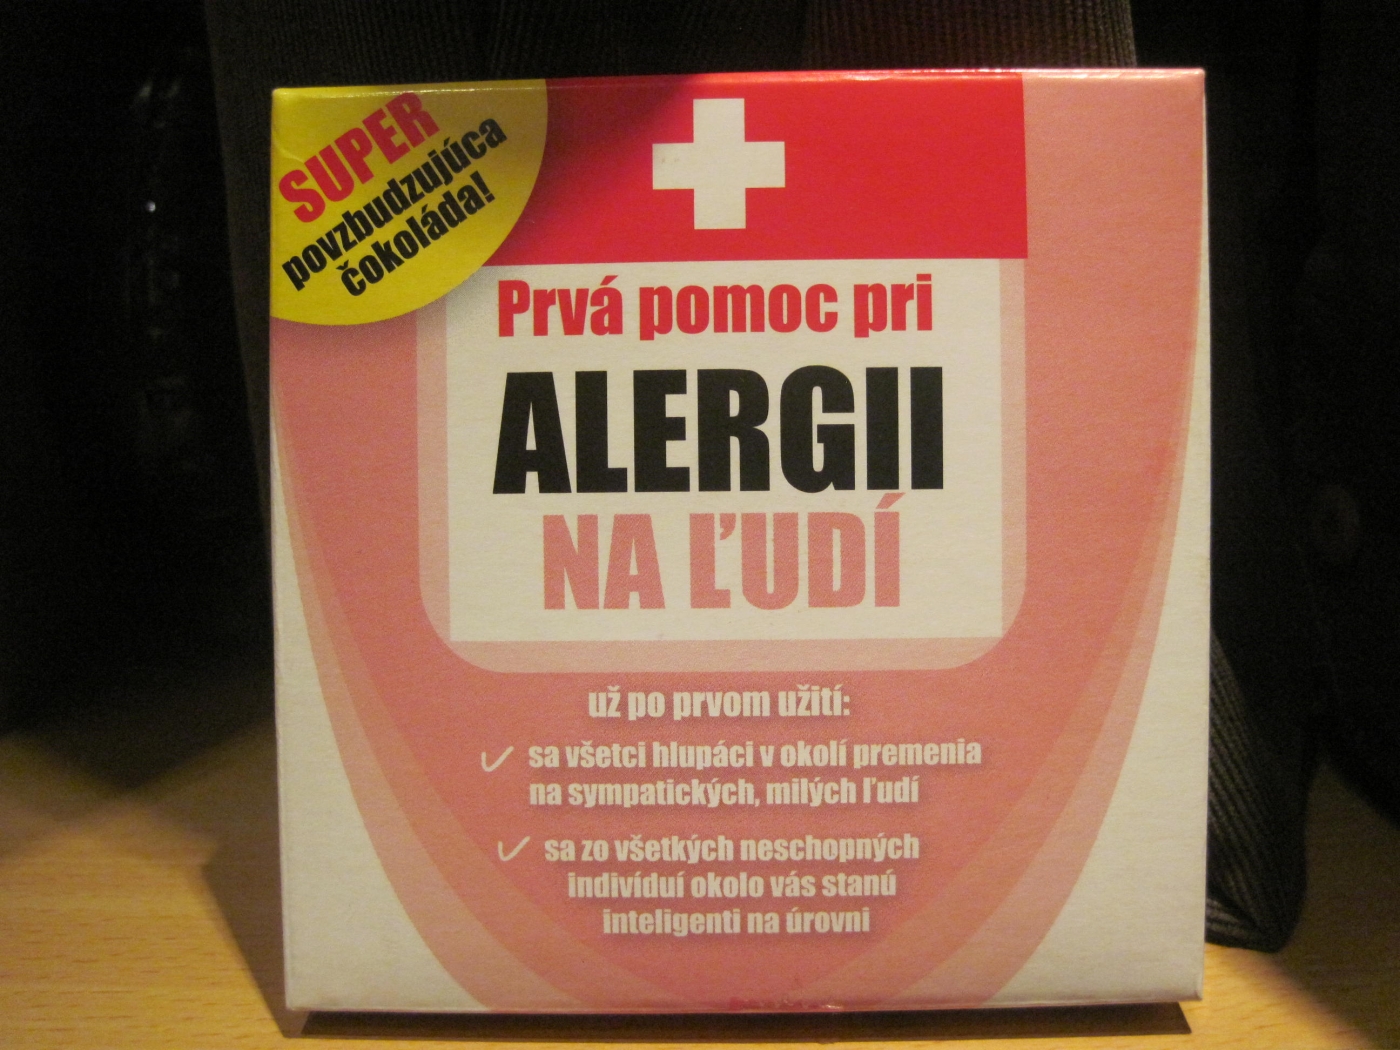 SUPER
povzbudzujúca
čokoláda!
Prvá pomoc pri
ALERGII
NA ĽUDÍ
už po prvom užití:
sa všetci hlupáci v okolí premenia
na sympatických, milých ľudí
sa zo všetkých neschopných
indivíduí okolo vás stanú
inteligenti na úrovni